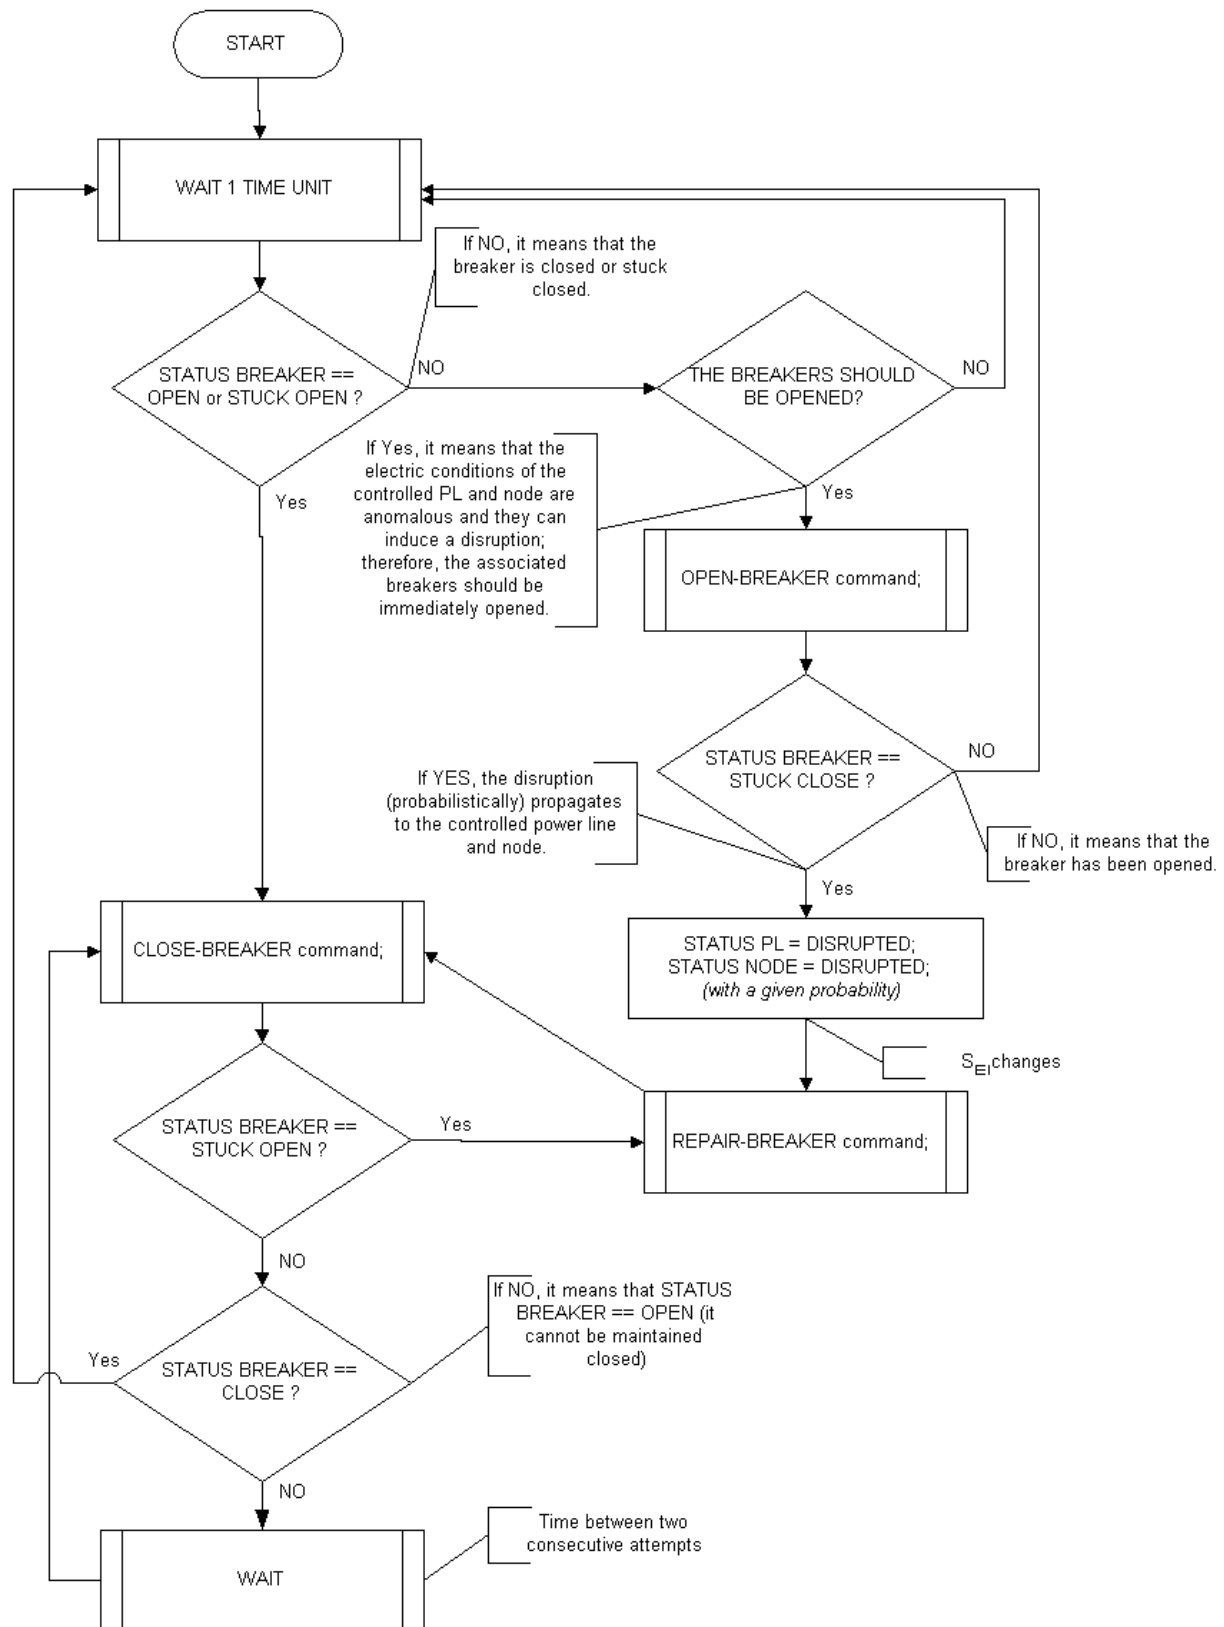 START
WAIT 1 TIME UNIT
If NO, it means that the
breaker is closed or stuck
closed.
STATUS BREAKER ==
OPEN or STUCK OPEN ?
NO
THE BREAKERS SHOULD
BE OPENED?
NO
Yes
If Yes, it means that the
electric conditions of the
controlled PL and node are
anomalous and they can
induce a disruption;
therefore, the associated
breakers should be
immediately opened.
Yes
OPEN-BREAKER command;
STATUS BREAKER ==
STUCK CLOSE ?
NO
If YES, the disruption
(probabilistically) propagates
to the controlled power line
and node.
If NO, it means that the
breaker has been opened.
Yes
CLOSE-BREAKER command;
STATUS PL = DISRUPTED;
STATUS NODE = DISRUPTED;
(with a given probability)
SEI changes
STATUS BREAKER ==
STUCK OPEN ?
Yes
REPAIR-BREAKER command;
NO
If NO, it means that STATUS
BREAKER == OPEN (it
cannot be maintained
closed)
Yes
STATUS BREAKER ==
CLOSE ?
NO
Time between two
consecutive attempts
WAIT